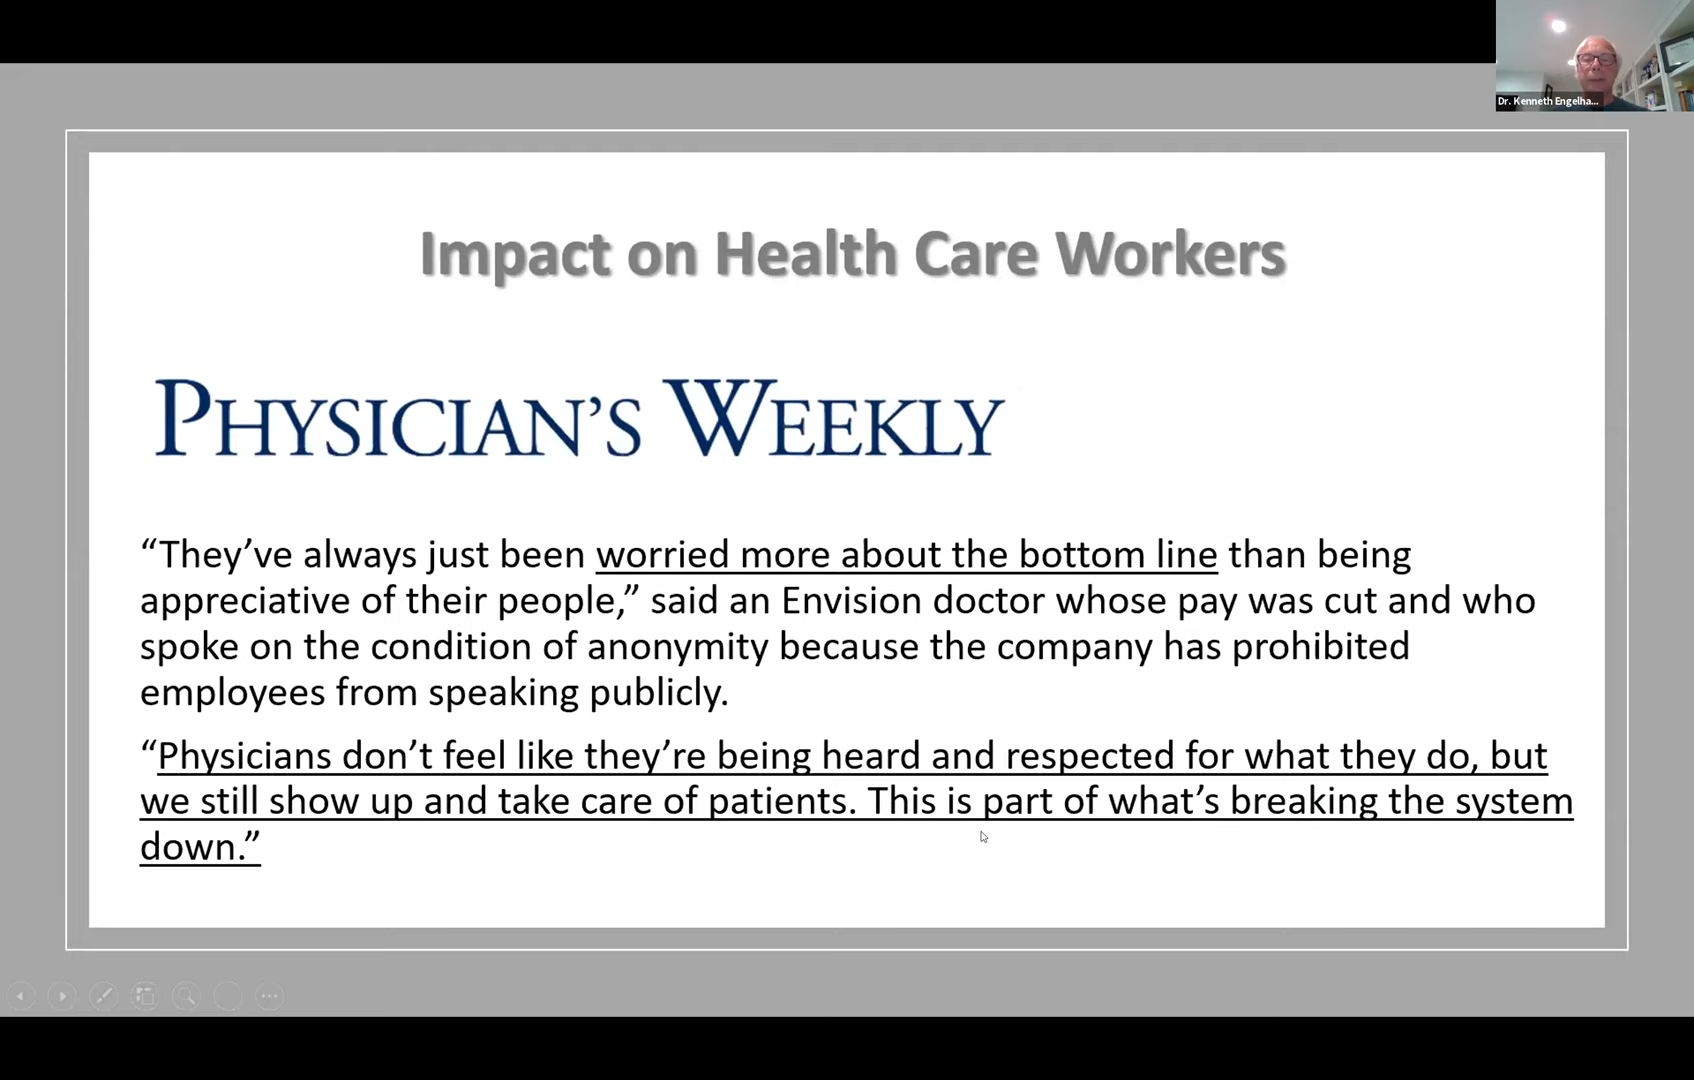 Dr. Kenneth Engelha...
Impact on Health Care Workers
PHYSICIAN’S WEEKLY
“They’ve always just been worried more about the bottom line than being
appreciative of their people,” said an Envision doctor whose pay was cut and who
spoke on the condition of anonymity because the company has prohibited
employees from speaking publicly.
“Physicians don’t feel like they’re being heard and respected for what they do, but
we still show up and take care of patients. This is part of what’s breaking the system
down.”